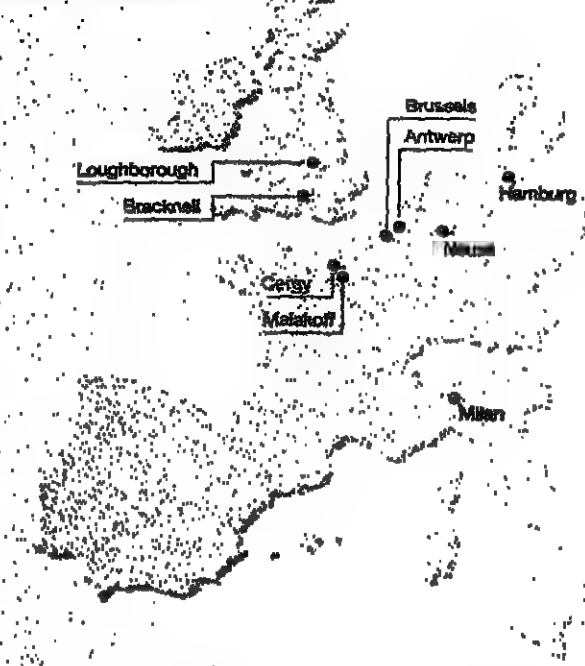 Brussels
Antwerp
Loughborough
Hamburg
Bracknell
Neuss
Cergy
Malakoff
Milan